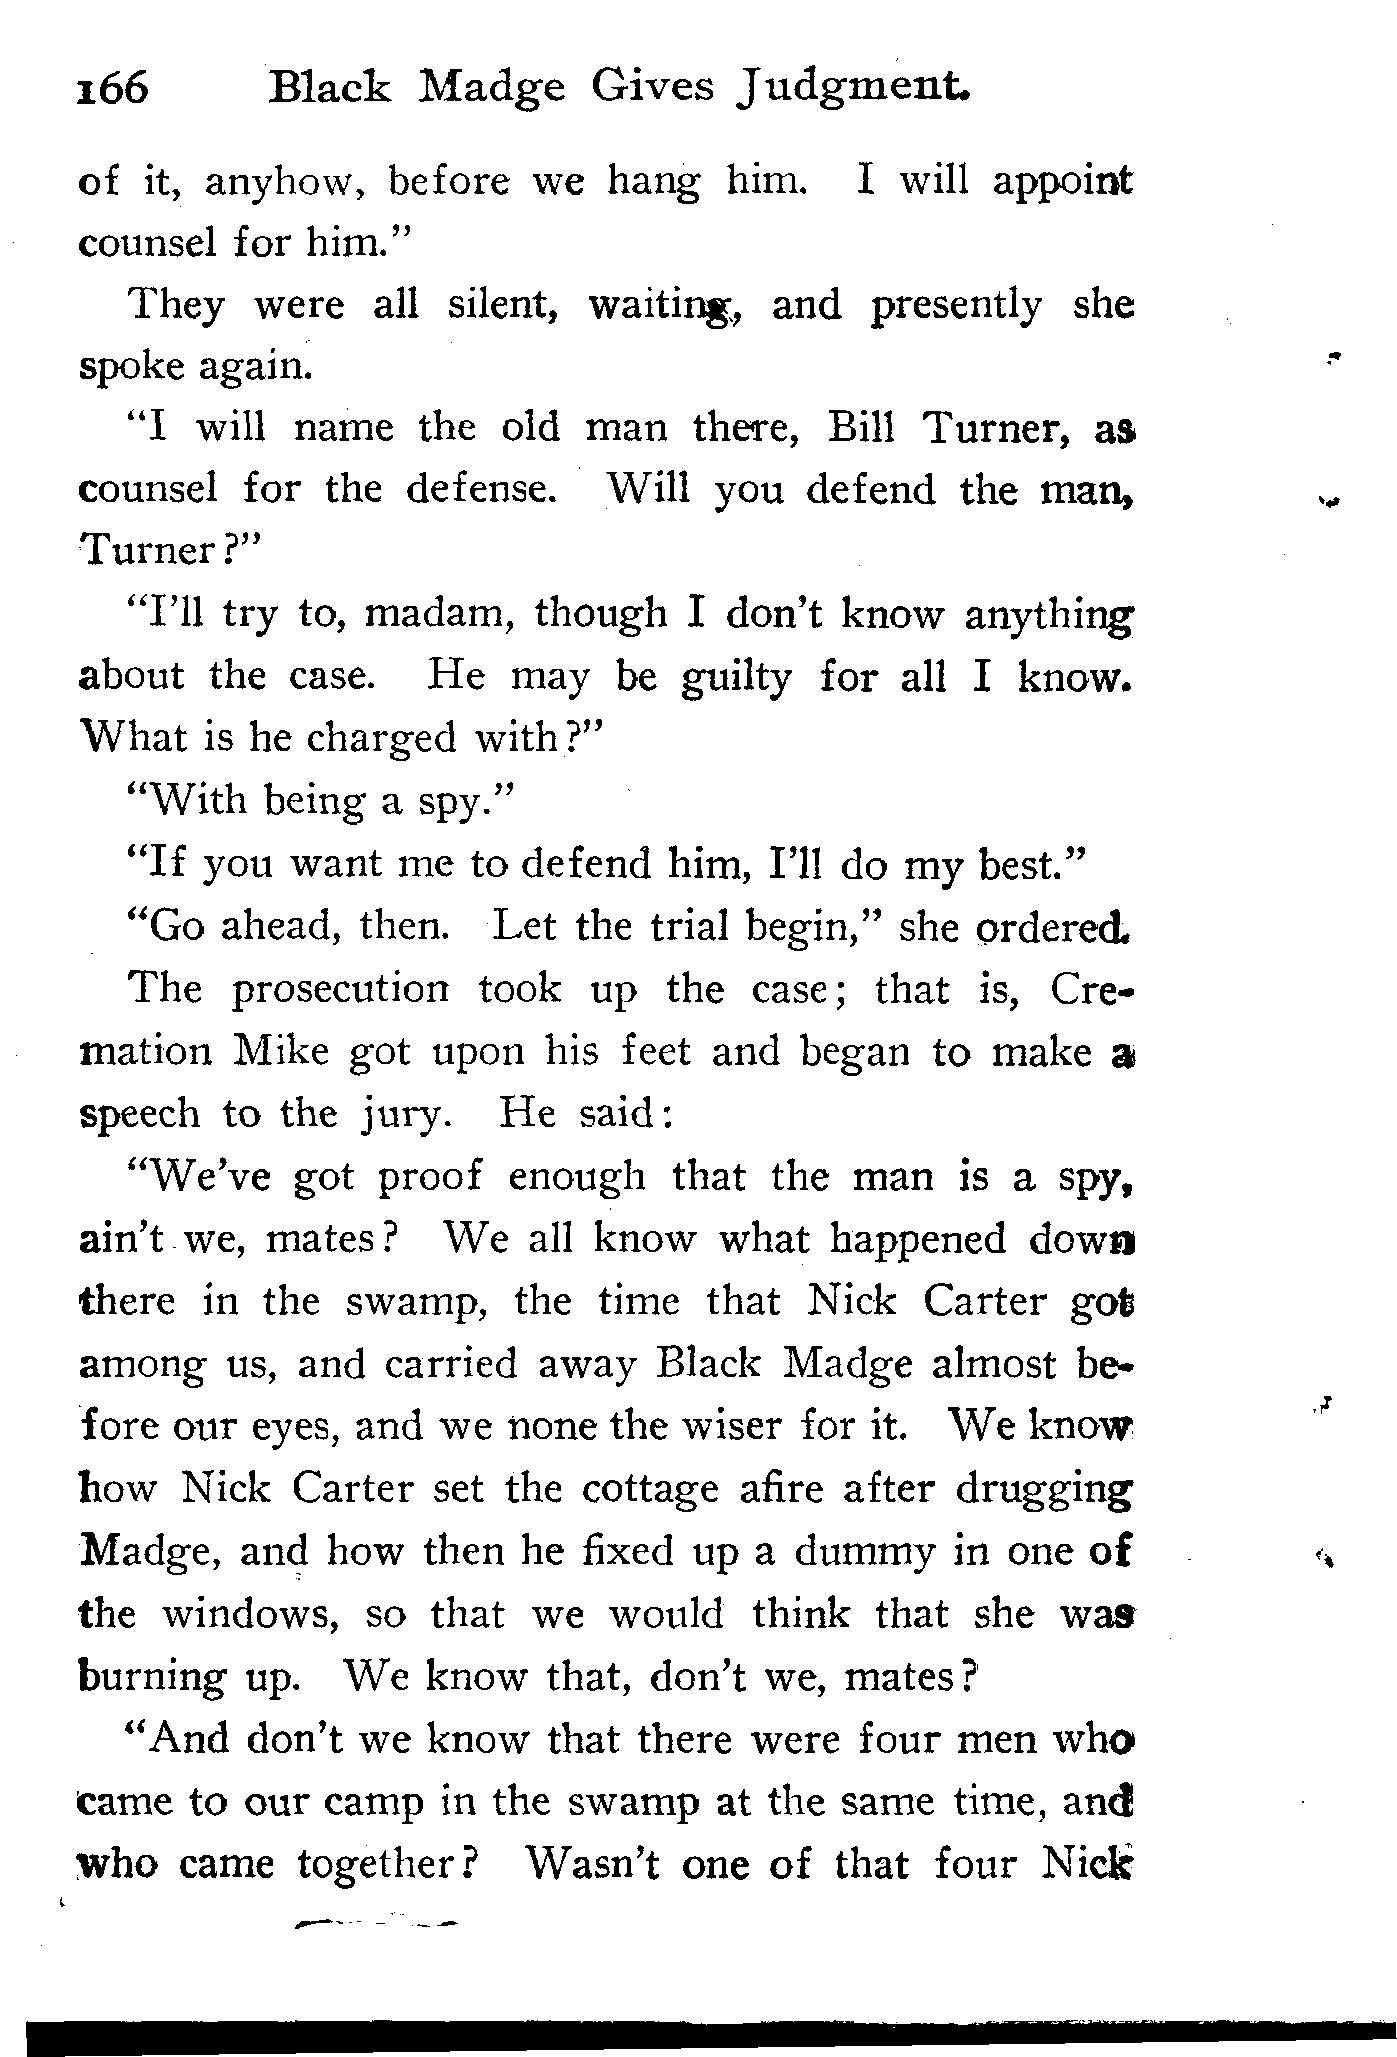 166 Black Madge Gives Judgment.
of it, anyhow, before we hang him. I will appoint
counsel for him."
They were all silent, waiting, and presently she
spoke again.
"I will name the old man there, Bill Turner, as
counsel for the defense. Will you defend the man,
Turner?"
"I'll try to, madam, though I don't know anything
about the case. He may be guilty for all I know.
What is he charged with?"
"With being a spy."
"If you want me to defend him, I'll do my best."
"Go ahead, then. Let the trial begin," she ordered.
The prosecution took up the case; that is, Cre-
mation Mike got upon his feet and began to make a
speech to the jury. He said:
"We've got proof enough that the man is a spy,
ain't we, mates? We all know what happened down
there in the swamp, the time that Nick Carter got
among us, and carried away Black Madge almost be-
fore our eyes, and we none the wiser for it. We know
how Nick Carter set the cottage afire after drugging
Madge, and how then he fixed up a dummy in one of
the windows, so that we would think that she was
burning up. We know that, don't we, mates?
"And don't we know that there were four men who
came to our camp in the swamp at the same time, and
who came together? Wasn't one of that four Nick